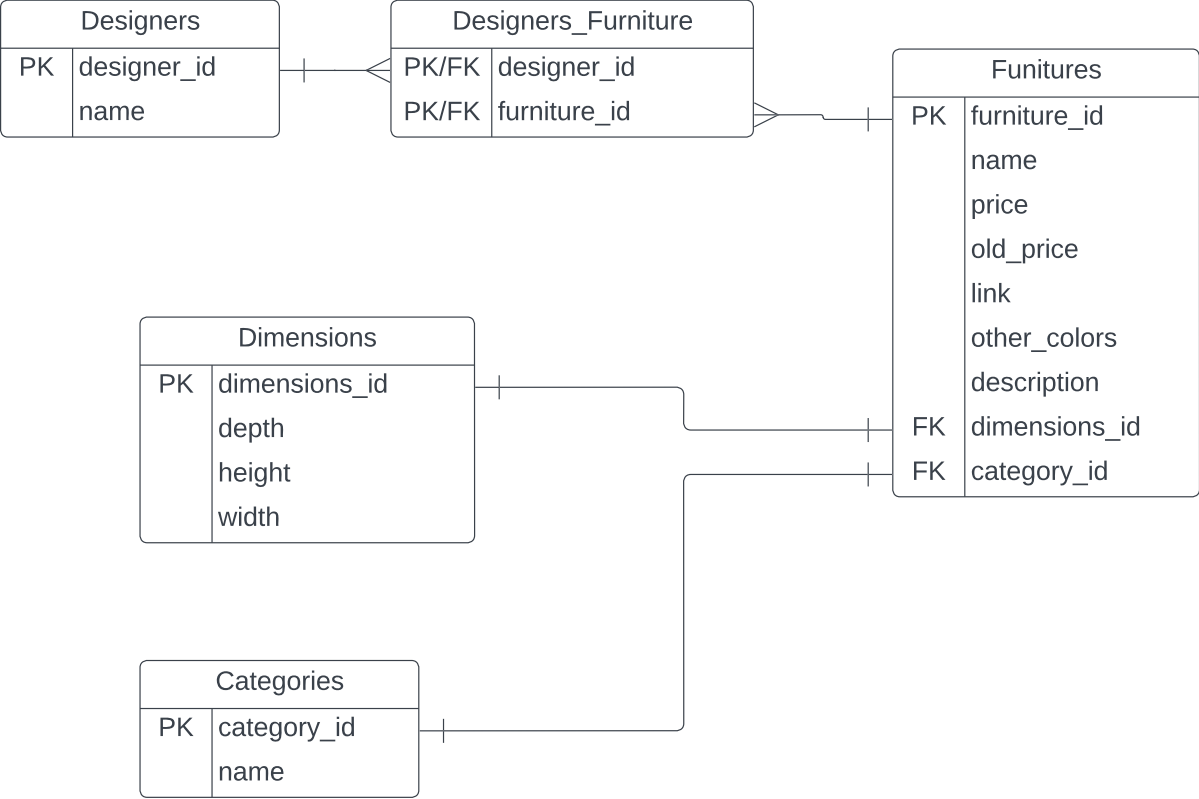 Designers
PK designer_id
name
Designers_Furniture
PK/FK designer_id
PK/FK furniture_id
Funitures
PK furniture_id
name
price
old_price
link
other_colors
description
FK dimensions_id
FK category_id
Dimensions
PK dimensions_id
depth
height
width
Categories
PK category_id
name